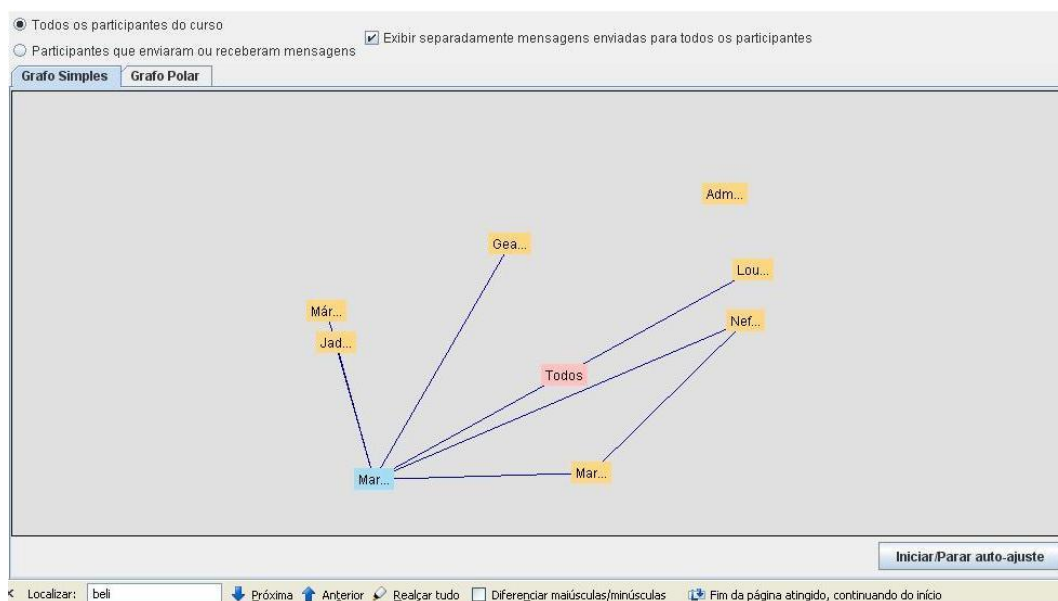 Todos os participantes do curso
Participantes que enviaram ou receberam mensagens
Exibir separadamente mensagens enviadas para todos os participantes
Grafo Simples Grafo Polar
Adm...
Gea...
Lou...
Már...
Nef...
Jad...
Todos
Mar...
Mar...
Iniciar/Parar auto-ajuste
Localizar: beli Próxima Anterior Realçar tudo Diferenciar maiúsculas/minúsculas Fim da página atingido, continuando do início